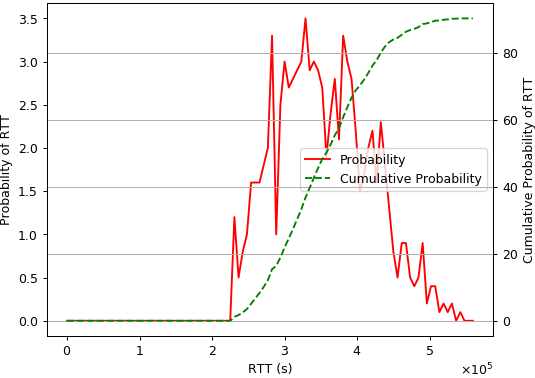 3.5
3.0
2.5
2.0
1.5
1.0
0.5
0.0
Probability of RTT
80
60
40
20
0
Cumulative Probability of RTT
Probability
Cumulative Probability
0 1 2 3 4 5
×10⁵
RTT (s)